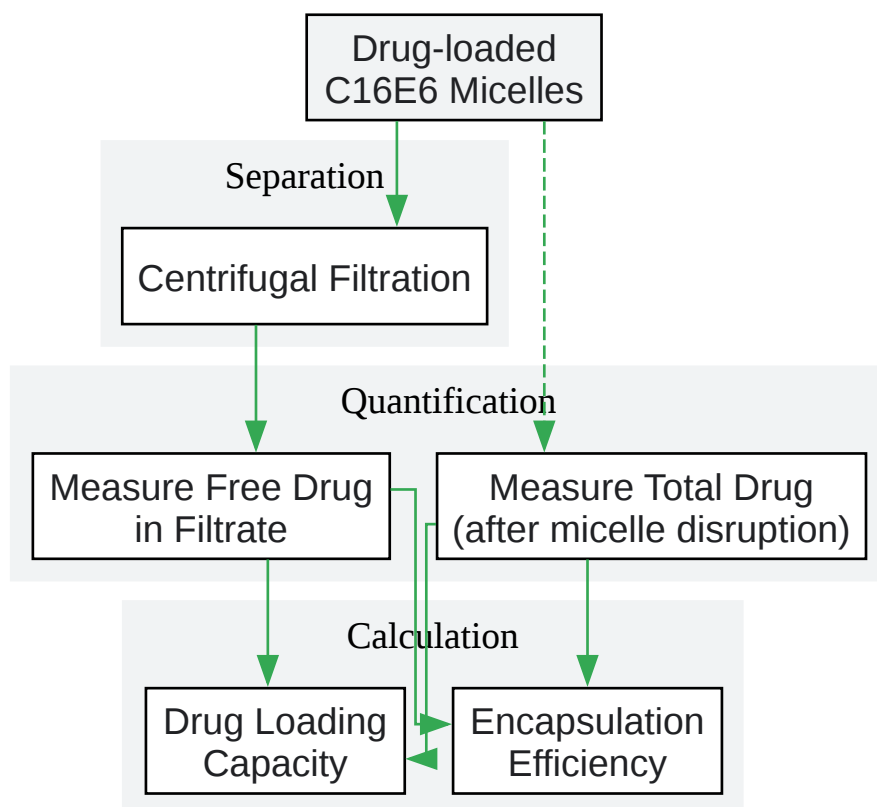 Drug-loaded
C16E6 Micelles
Separation
Centrifugal Filtration
Quantification
Measure Free Drug
in Filtrate
Measure Total Drug
(after micelle disruption)
Calculation
Drug Loading
Capacity
Encapsulation
Efficiency